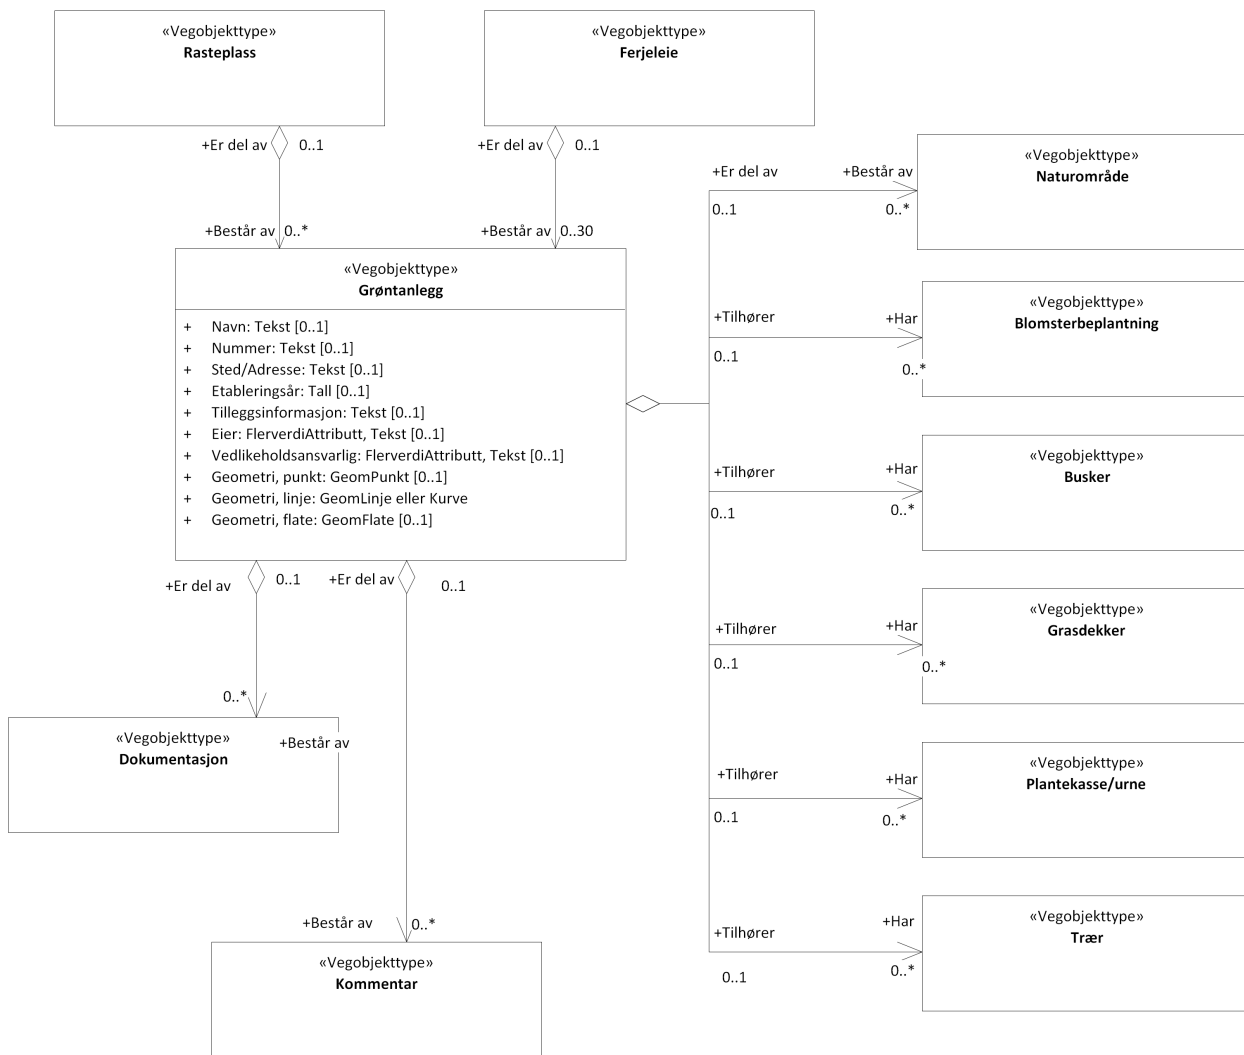 «Vegobjekttype»
Rasteplass
«Vegobjekttype»
Ferjeleie
+Er del av
0..1
+Er del av
0..1
+Består av
0..*
+Består av
0..30
«Vegobjekttype»
Grøntanlegg
+ Navn: Tekst [0..1]
+ Nummer: Tekst [0..1]
+ Sted/Adresse: Tekst [0..1]
+ Etableringsår: Tall [0..1]
+ Tilleggsinformasjon: Tekst [0..1]
+ Eier: FlerverdiAttributt, Tekst [0..1]
+ Vedlikeholdsansvarlig: FlerverdiAttributt, Tekst [0..1]
+ Geometri, punkt: GeomPunkt [0..1]
+ Geometri, linje: GeomLinje eller Kurve
+ Geometri, flate: GeomFlate [0..1]
+Er del av
0..1
+Består av
0..*
«Vegobjekttype»
Naturområde
+Tilhører
0..1
+Har
0..*
«Vegobjekttype»
Blomsterbeplantning
+Tilhører
0..1
+Har
0..*
«Vegobjekttype»
Busker
+Tilhører
0..1
+Har
0..*
«Vegobjekttype»
Grasdekker
+Tilhører
0..1
+Har
0..*
«Vegobjekttype»
Plantekasse/urne
+Tilhører
0..1
+Har
0..*
«Vegobjekttype»
Trær
+Er del av
0..1
+Er del av
0..1
0..*
+Består av
«Vegobjekttype»
Dokumentasjon
+Består av
0..*
«Vegobjekttype»
Kommentar